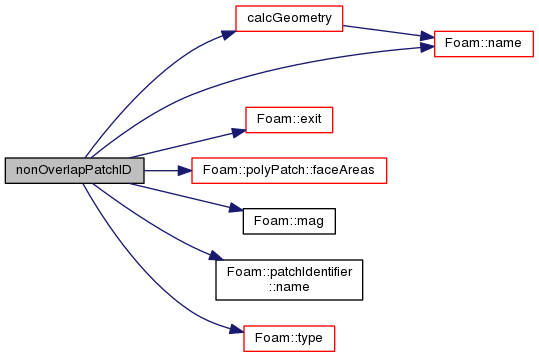 calcGeometry
Foam::name
Foam::exit
nonOverlapPatchID
Foam::polyPatch::faceAreas
Foam::mag
Foam::patchIdentifier
::name
Foam::type